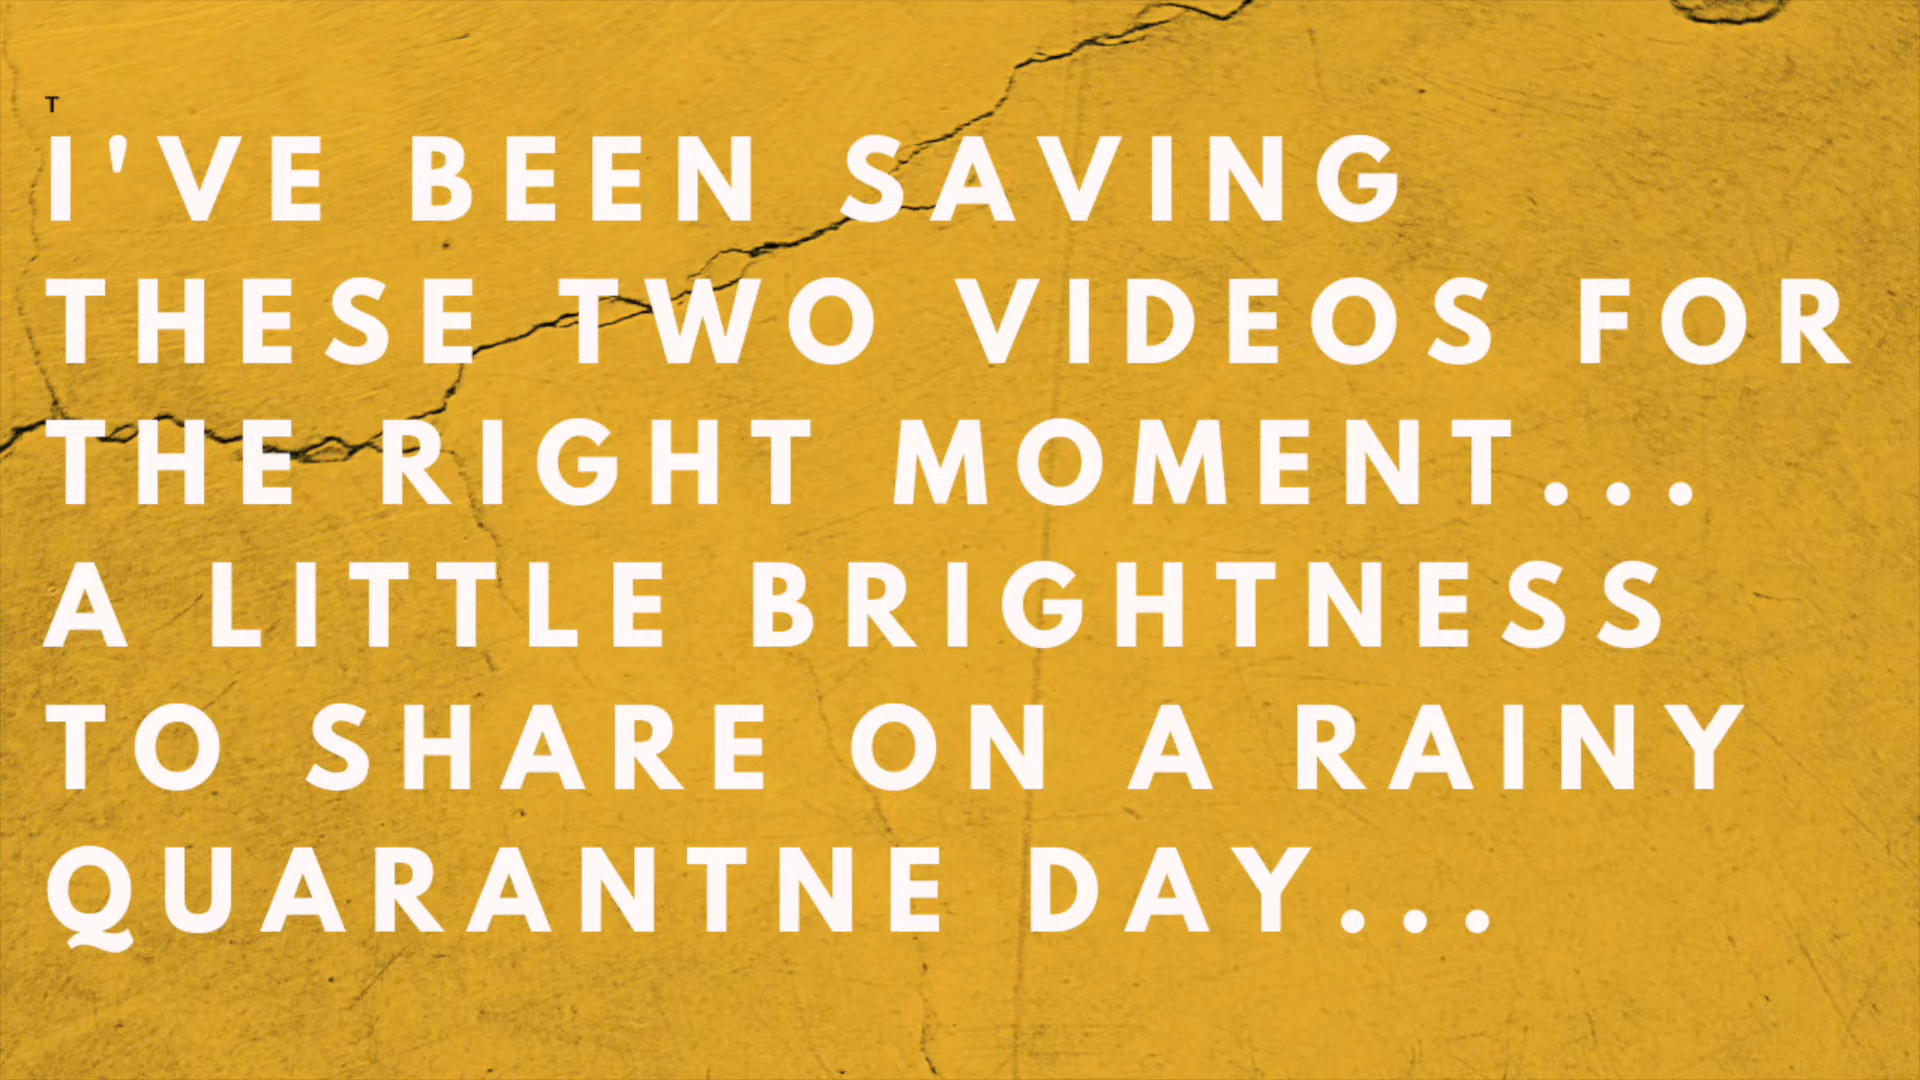 T
I'VE BEEN SAVING
THESE TWO VIDEOS FOR
THE RIGHT MOMENT...
A LITTLE BRIGHTNESS
TO SHARE ON A RAINY
QUARANTNE DAY...